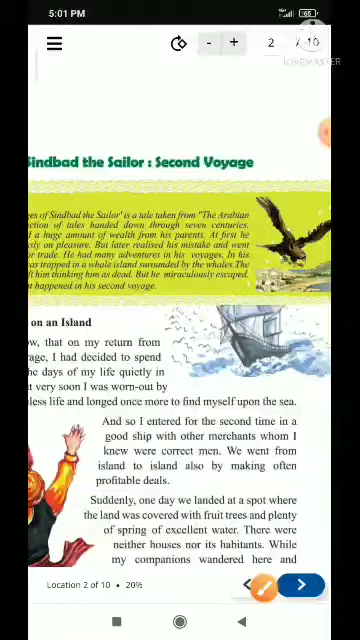 5:01 PM
65
- + 2 / 10
Sindbad the Sailor : Second Voyage
ges of Sindbad the Sailor' is a tale taken from "The Arabian
ction of tales handed down through seven centuries.
d a huge amount of wealth from his parents. At first he
sly on pleasure. But later realised his mistake and went
or trade. He had many adventures in his voyages. In his
as trapped in a whale island surounded by the whales. The
ft him thinking him as dead. But he miraculously escaped.
t happened in his second voyage.
on an Island
ow, that on my return from
age, I had decided to spend
he days of my life quietly in
t very soon I was worn-out by
less life and longed once more to find myself upon the sea.
And so I entered for the second time in a
good ship with other merchants whom I
knew were correct men. We went from
island to island also by making often
profitable deals.
Suddenly, one day we landed at a spot where
the land was covered with fruit trees and plenty
of spring of excellent water. There were
neither houses nor its habitants. While
my companions wandered here and
Location 2 of 10 • 20%